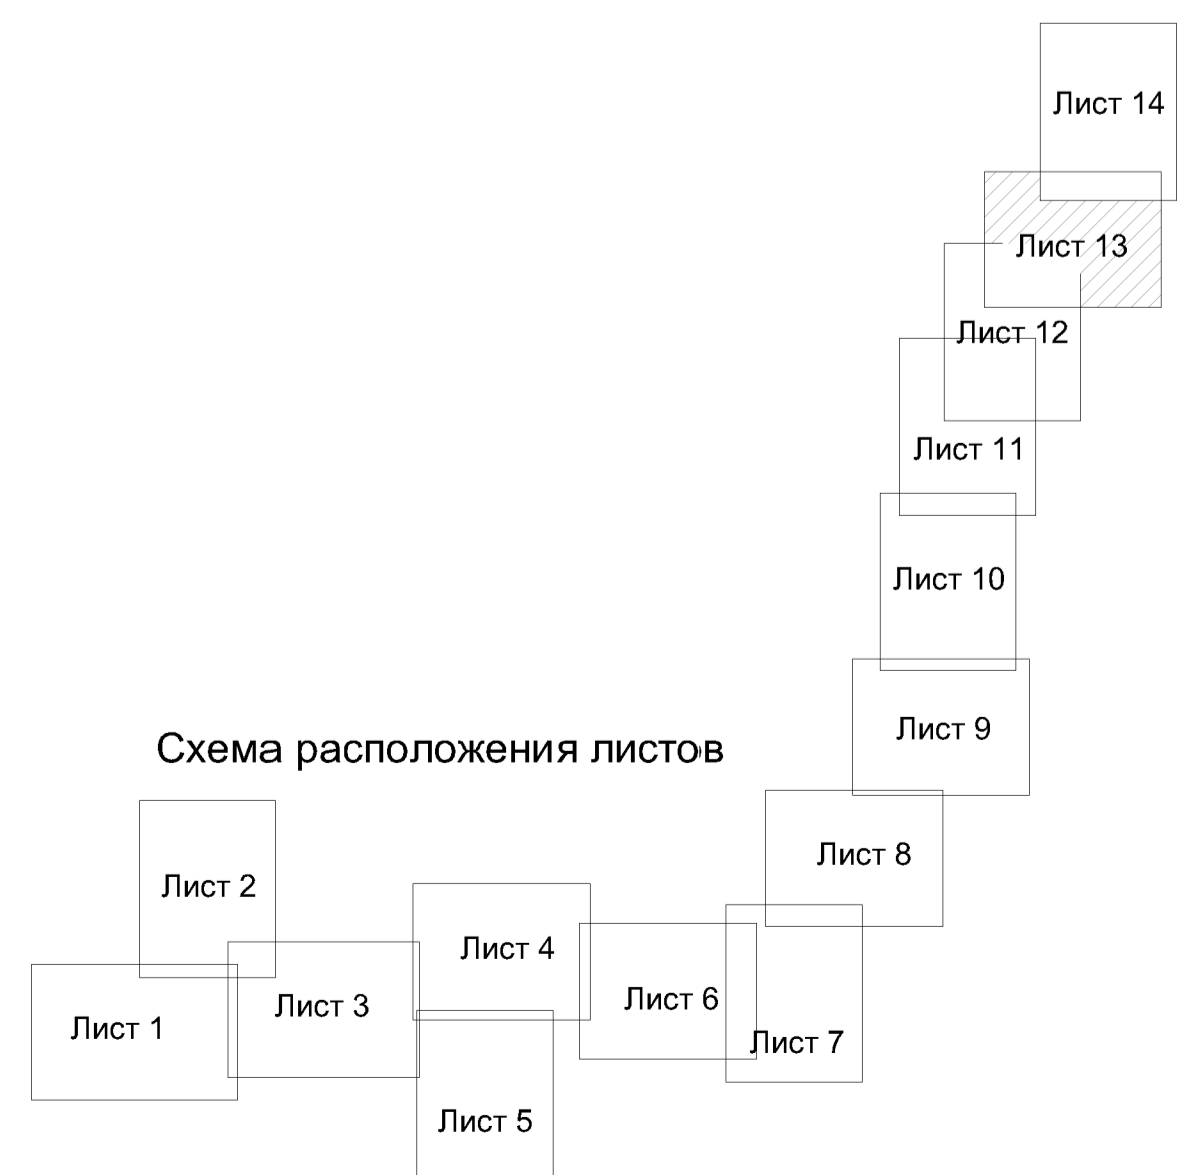 Лист 14
Лист 13
Лист 12
Лист 11
Лист 10
Лист 9
Схема расположения листов
Лист 8
Лист 2
Лист 4
Лист 6
Лист 3
Лист 1
Лист 7
Лист 5